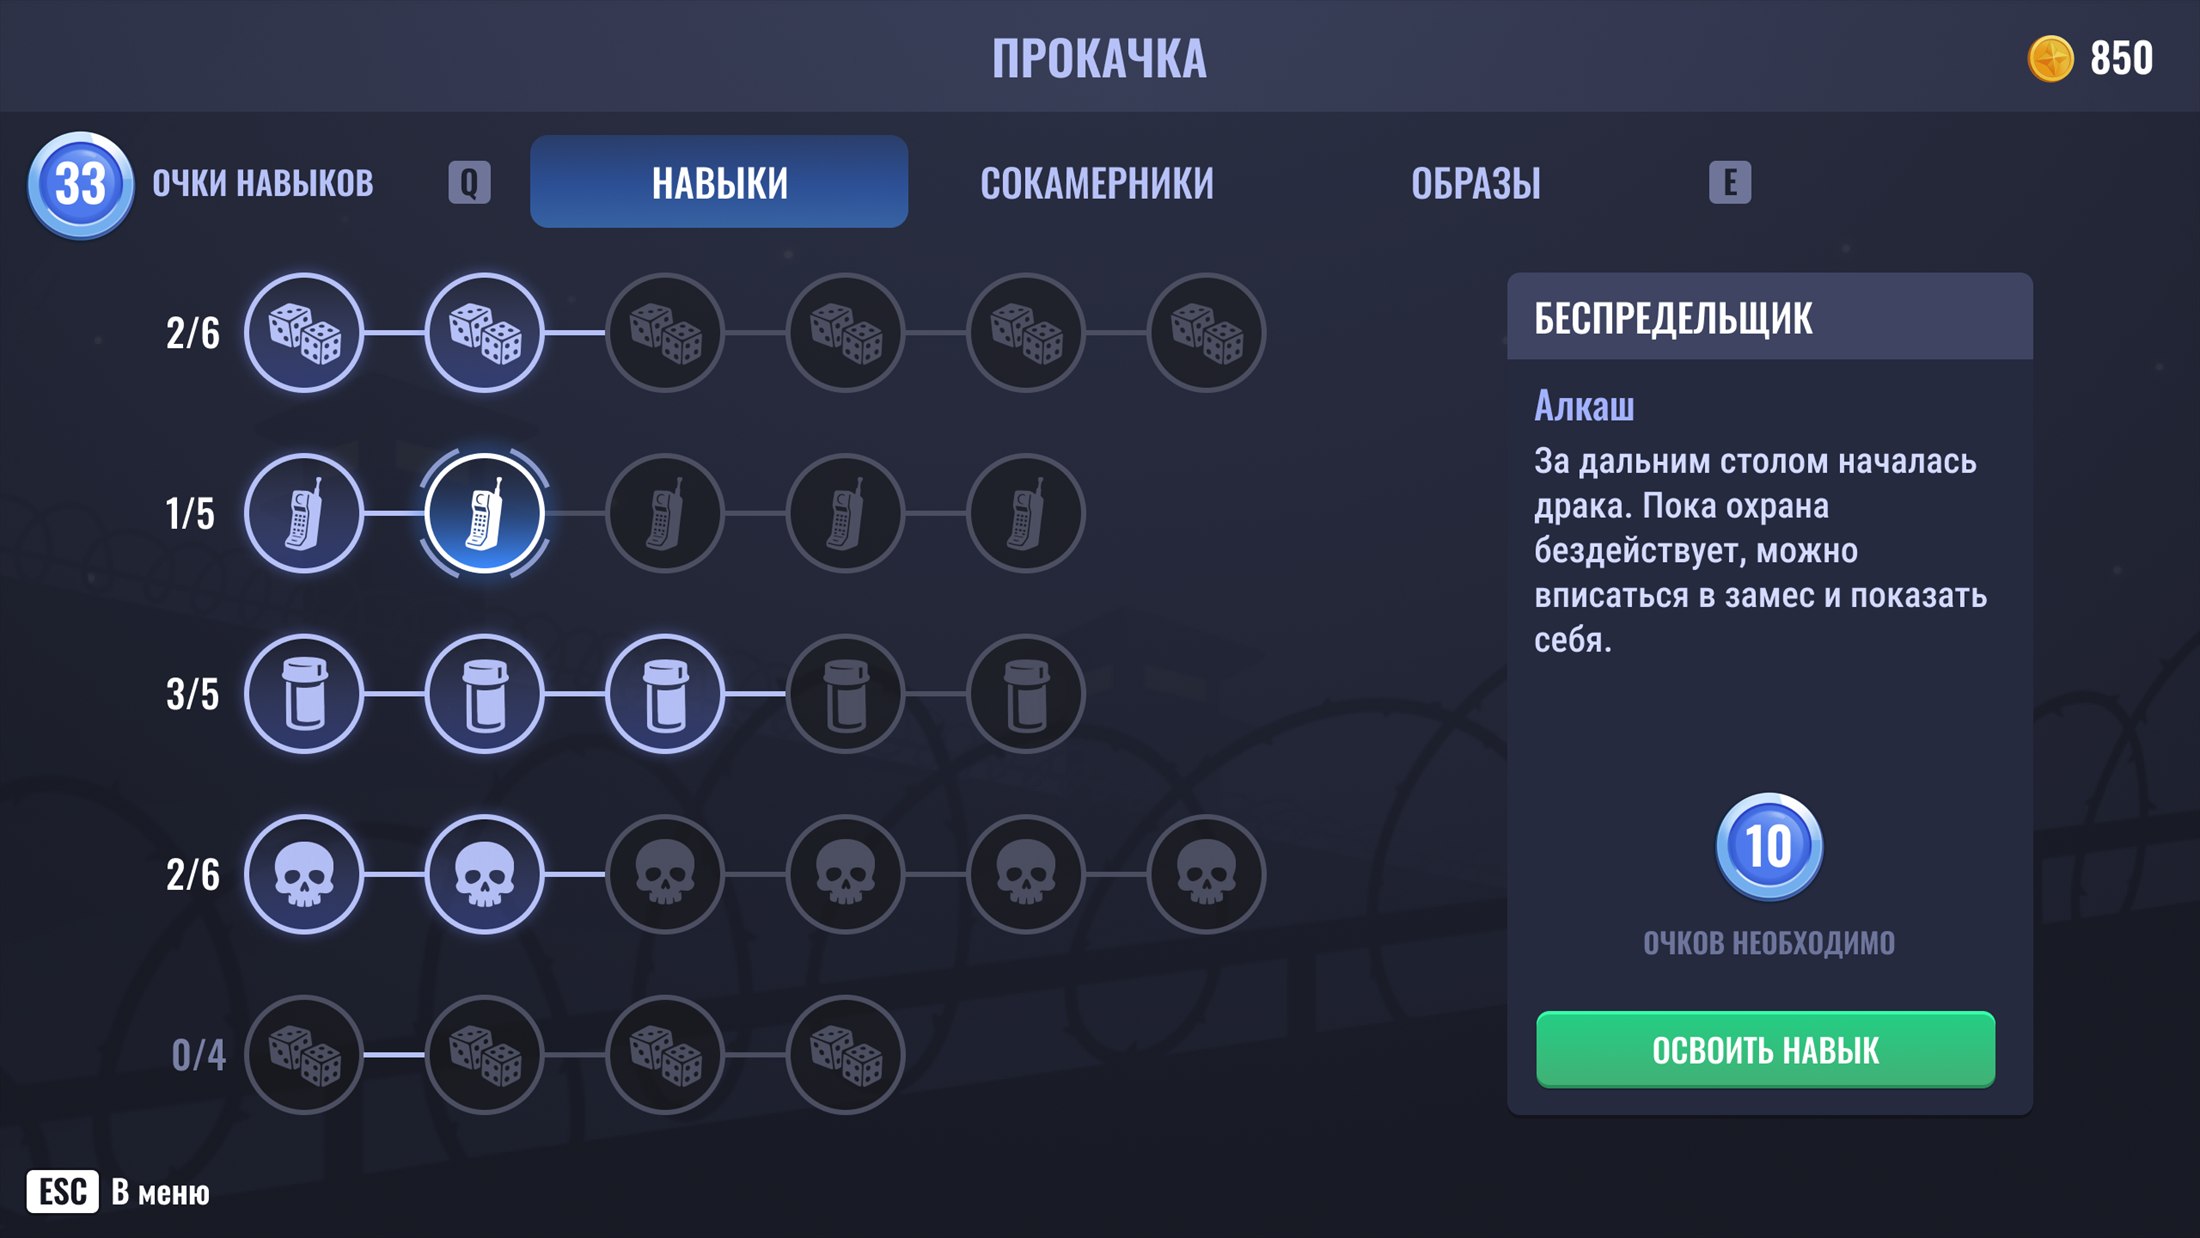 ПРОКАЧКА
850
33 ОЧКИ НАВЫКОВ Q НАВЫКИ СОКАМЕРНИКИ ОБРАЗЫ E
2/6
1/5
3/5
2/6
0/4
БЕСПРЕДЕЛЬЩИК
Алкаш
За дальним столом началась
драка. Пока охрана
бездействует, можно
вписаться в замес и показать
себя.
10
ОЧКОВ НЕОБХОДИМО
ОСВОИТЬ НАВЫК
ESC В меню